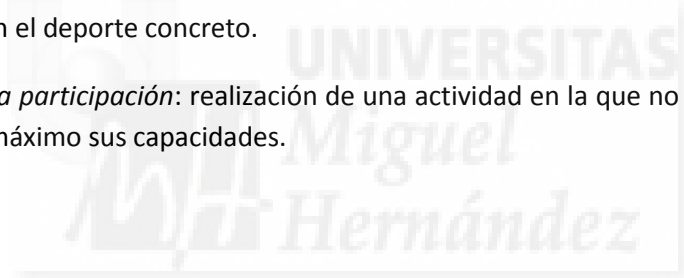 n el deporte concreto.
UNIVERSITAS
a participación: realización de una actividad en la que no
máximo sus capacidades.
Miguel
Hernández